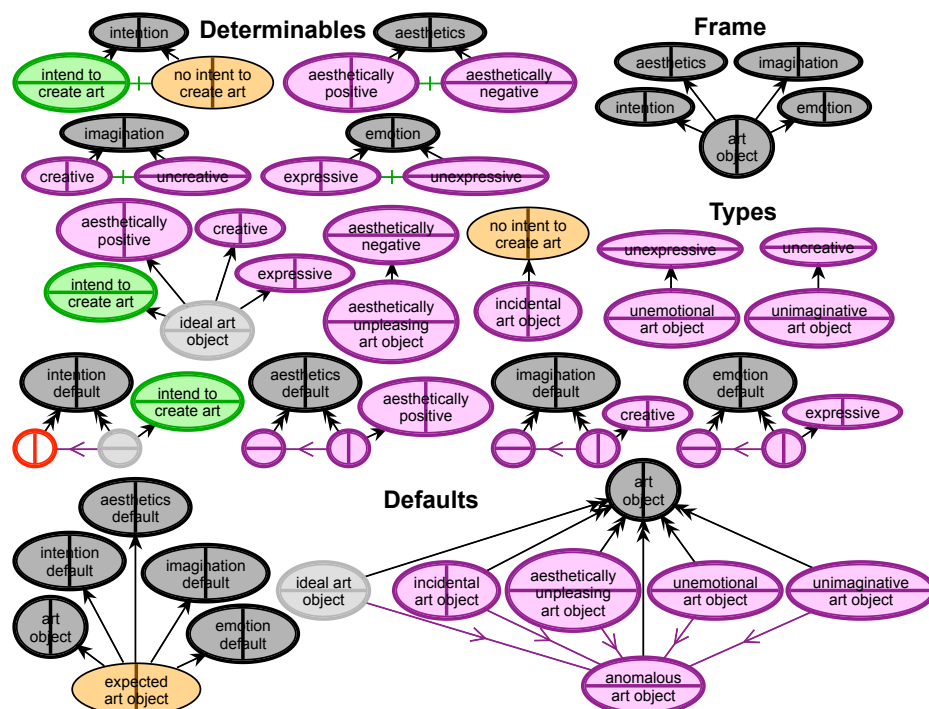 Determinables
Frame
intention
aesthetics
intend to
create art
no intent to
create art
aesthetically
positive
aesthetically
negative
aesthetics
imagination
intention
emotion
art
object
imagination
emotion
creative
uncreative
expressive
unexpressive
Types
aesthetically
positive
creative
intend to
create art
expressive
ideal art
object
aesthetically
negative
aesthetically
unpleasing
art object
no intent to
create art
incidental
art object
unexpressive
unemotional
art object
uncreative
unimaginative
art object
intention
default
intend to
create art
aesthetics
default
aesthetically
positive
imagination
default
creative
emotion
default
expressive
Defaults
aesthetics
default
intention
default
imagination
default
art
object
emotion
default
expected
art object
art
object
ideal art
object
incidental
art object
aesthetically
unpleasing
art object
unemotional
art object
unimaginative
art object
anomalous
art object